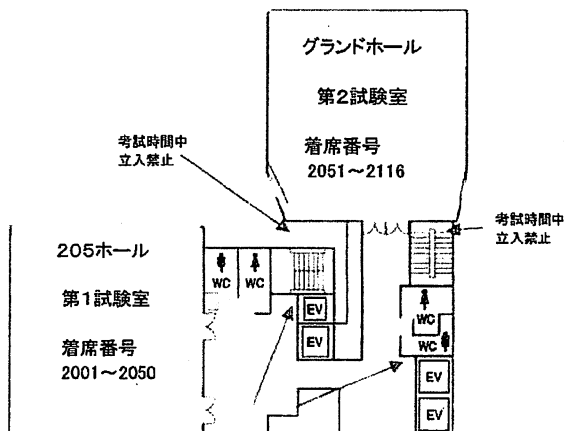 グランドホール
第2試験室
着席番号
2051～2116
考試時間中
立入禁止
考試時間中
立入禁止
205ホール
第1試験室
着席番号
2001～2050
WC
WC
EV
EV
WC
WC
EV
EV